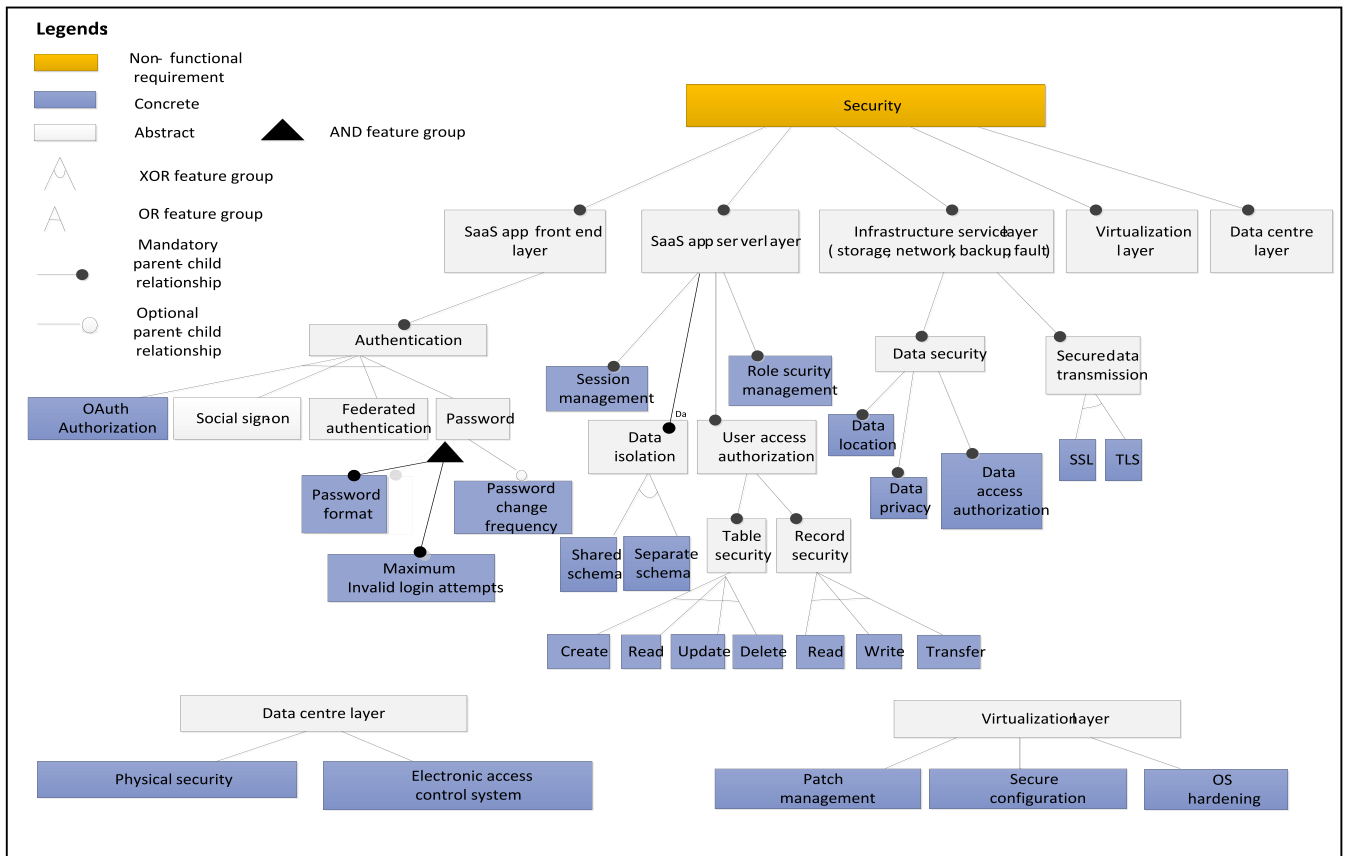 Legends:
Non- functional
requirement
Concrete
Abstract
AND feature group
XOR feature group
OR feature group
Mandatory
parent- child
relationship
Optional
parent- child
relationship
Security
SaaS app front end
layer
SaaS app server layer
Infrastructure service layer
( storage, network, backup, fault)
Virtualization
layer
Data centre
layer
Authentication
Session
management
Role scurity
management
Data security
Secured data
transmission
OAuth
Authorization
Social sign-on
Federated
authentication
Password
Da
Data
isolation
User access
authorization
Data
location
SSL
TLS
Password
format
Password
change
frequency
Data
privacy
Data
access
authorization
Maximum
Invalid login attempts
Shared
schema
Separate
schema
Table
security
Record
security
Create
Read
Update
Delete
Read
Write
Transfer
Data centre layer
Physical security
Electronic access
control system
Virtualization layer
Patch
management
Secure
configuration
OS
hardening